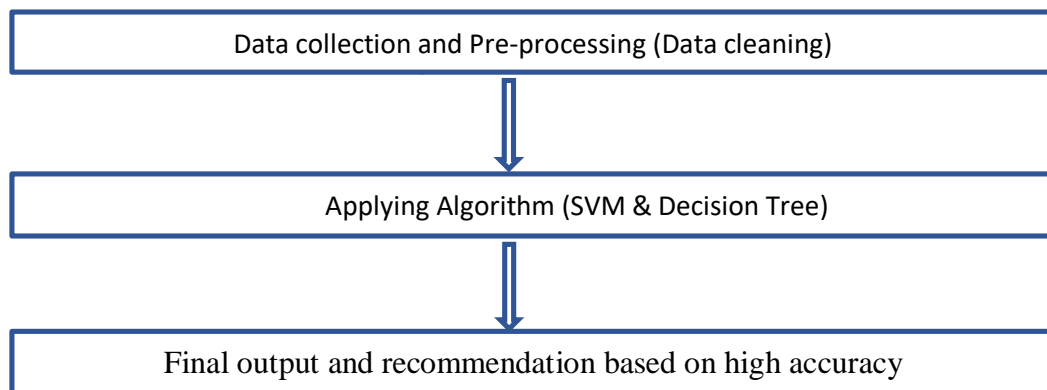 Data collection and Pre-processing (Data cleaning)
Applying Algorithm (SVM & Decision Tree)
Final output and recommendation based on high accuracy